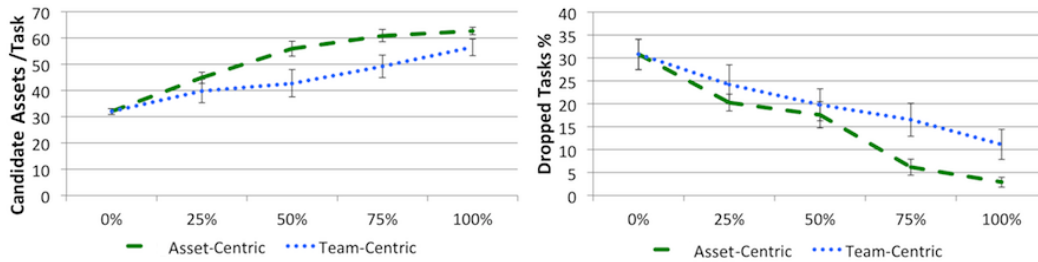 Candidate Assets /Task
70
60
50
40
30
20
10
0
0% 25% 50% 75% 100%
Asset-Centric Team-Centric
Dropped Tasks %
40
35
30
25
20
15
10
5
0
0% 25% 50% 75% 100%
Asset-Centric Team-Centric